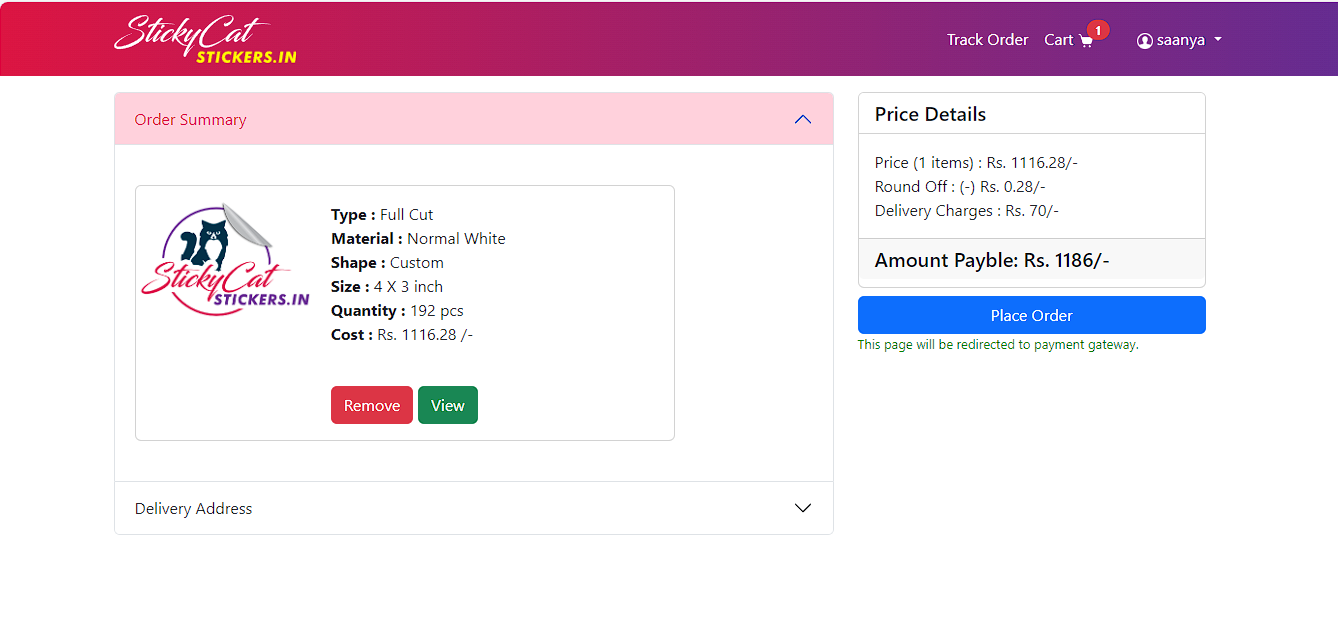 StickyCat
STICKERS.IN
Track Order
Cart
1
saanya
Order Summary
StickyCat
STICKERS.IN
Type : Full Cut
Material : Normal White
Shape : Custom
Size : 4 X 3 inch
Quantity : 192 pcs
Cost : Rs. 1116.28 /-
Remove
View
Delivery Address
Price Details
Price (1 items) : Rs. 1116.28/-
Round Off : (-) Rs. 0.28/-
Delivery Charges : Rs. 70/-
Amount Payble: Rs. 1186/-
Place Order
This page will be redirected to payment gateway.